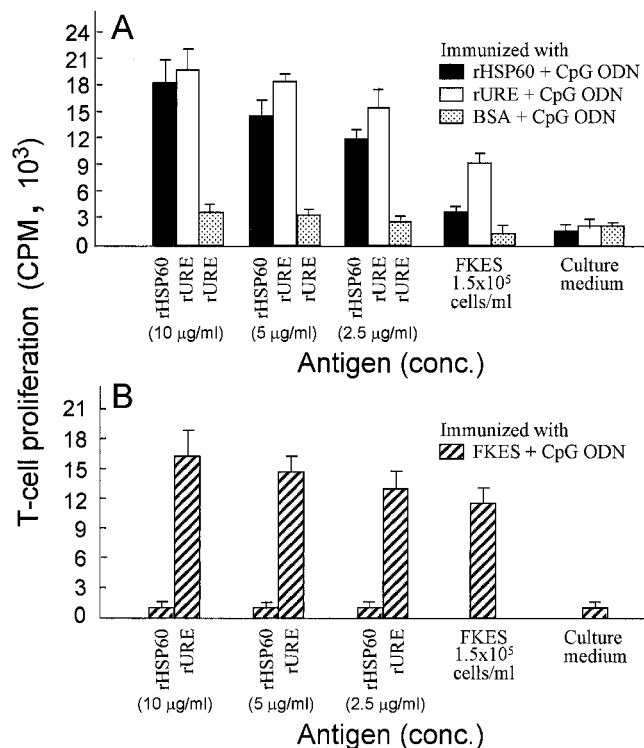 A
T-cell proliferation (CPM, 10³)
24
21
18
15
12
9
6
3
0
Immunized with
rHSP60 + CpG ODN
rURE + CpG ODN
BSA + CpG ODN
rHSP60 rURE rURE rHSP60 rURE rURE rHSP60 rURE rURE
(10 µg/ml) (5 µg/ml) (2.5 µg/ml)
FKES
1.5x10⁵
cells/ml
Culture
medium
Antigen (conc.)
B
21
18
15
12
9
6
3
0
Immunized with
FKES + CpG ODN
rHSP60 rURE rHSP60 rURE rHSP60 rURE
(10 µg/ml) (5 µg/ml) (2.5 µg/ml)
FKES
1.5x10⁵
cells/ml
Culture
medium
Antigen (conc.)